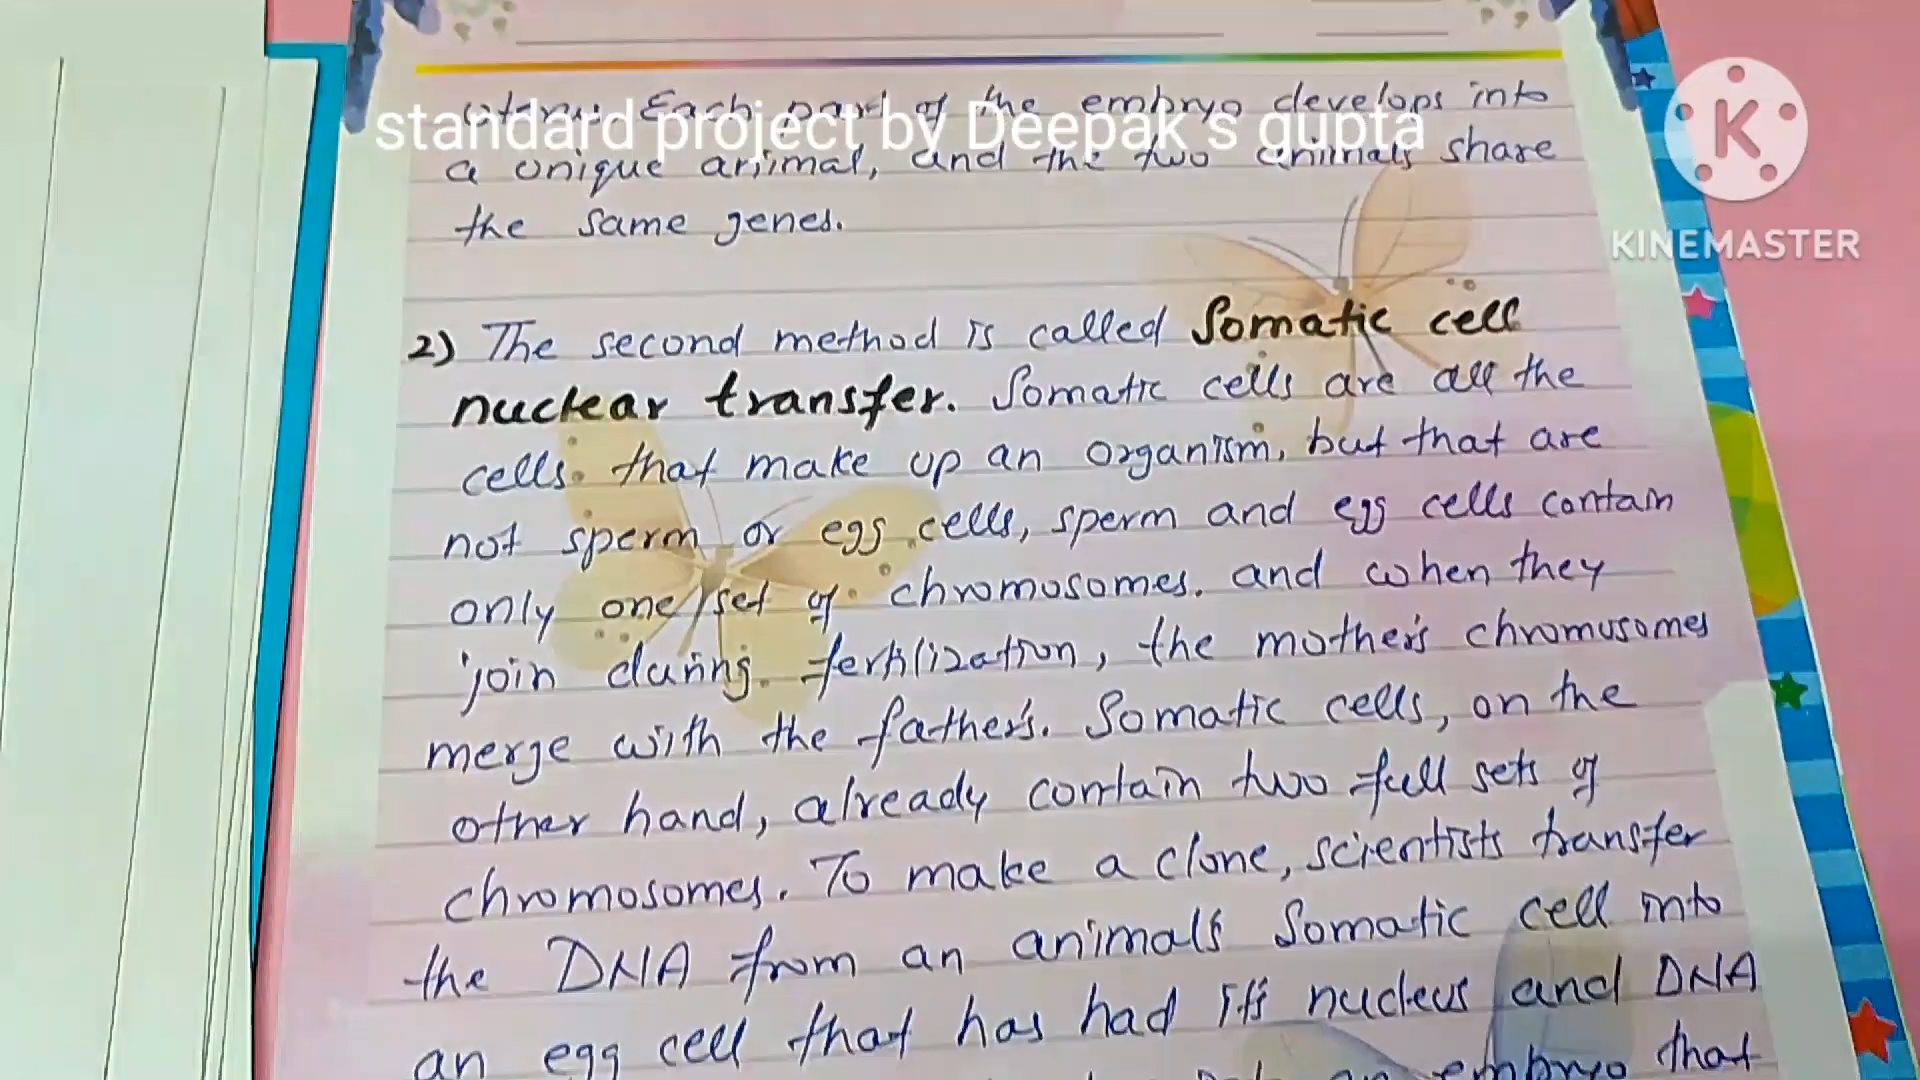 standard project by Deepak s gupta
K
KINEMASTER
uterus. Each part of the embryo develops into
a unique animal, and the two animals share
the same genes.
2) The second method is called Somatic cell
nuclear transfer. Somatic cells are all the
cells. that make up an organism, but that are
not sperm or egg cells, sperm and egg cells contain
only one set of chromosomes. and when they
join during fertilization, the mother's chromosomes
merge with the father's. Somatic cells, on the
other hand, already contain two full sets of
chromosomes. To make a clone, scientists transfer
the DNA from an animal's Somatic cell into
an egg cell that has had its nucleus and DNA
an embryo that